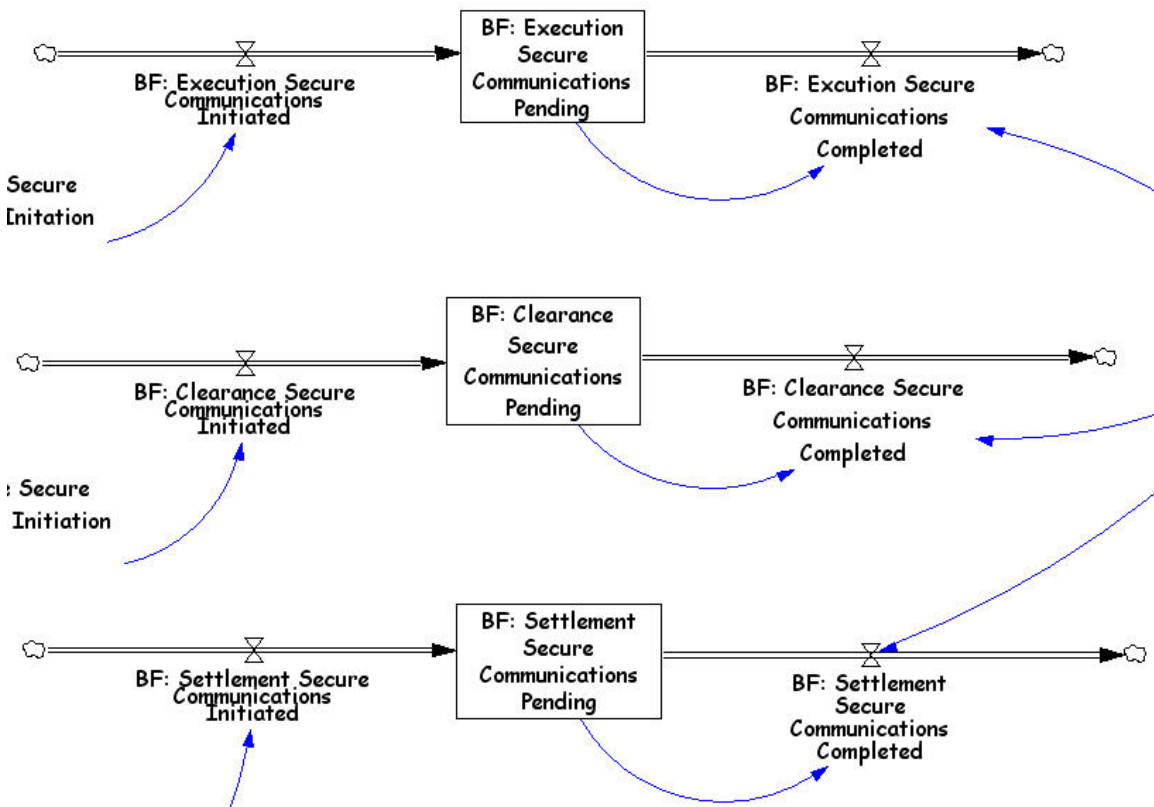 BF: Execution
Secure
Communications
Pending
BF: Execution Secure
Communications
Initiated
BF: Excution Secure
Communications
Completed
Secure
Initation
BF: Clearance
Secure
Communications
Pending
BF: Clearance Secure
Communications
Initiated
BF: Clearance Secure
Communications
Completed
Secure
Initiation
BF: Settlement
Secure
Communications
Pending
BF: Settlement Secure
Communications
Initiated
BF: Settlement
Secure
Communications
Completed